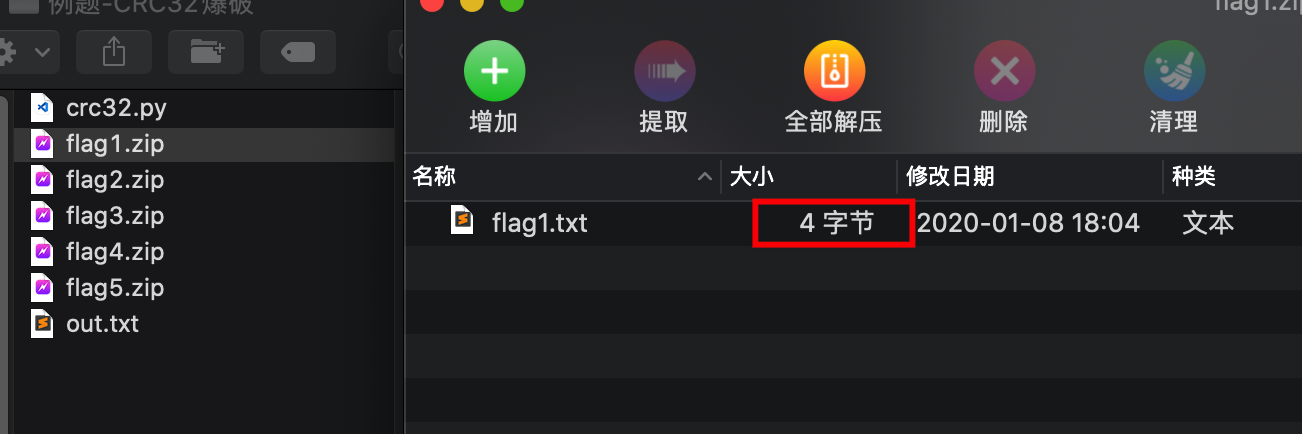 例题-CRC32爆破
crc32.py
flag1.zip
flag2.zip
flag3.zip
flag4.zip
flag5.zip
out.txt
flag1.zip
增加 提取 全部解压 删除 清理
名称 大小 修改日期 种类
flag1.txt 4 字节 2020-01-08 18:04 文本